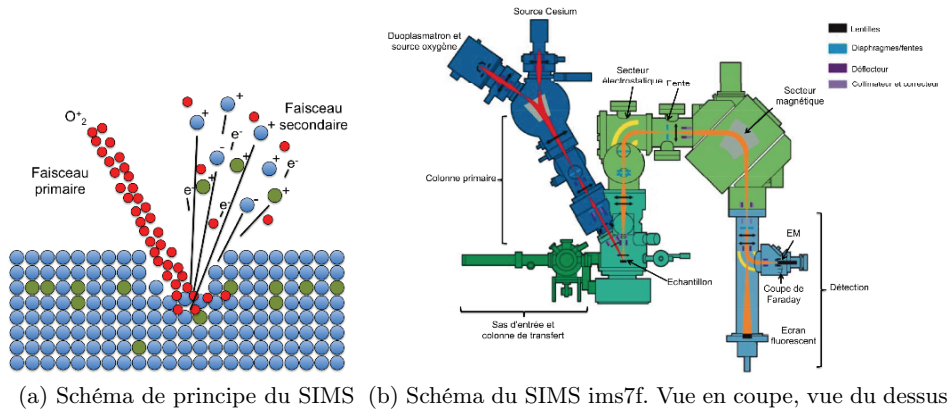 O⁺₂
Faisceau
primaire
Faisceau
secondaire
+
+
+
e⁻
-
e⁻
+
+
e⁻
+
e⁻
-
Source Cesium
Duoplasmatron et
source oxygène
Colonne primaire
Secteur
électrostatique
Fente
Secteur
magnétique
Lentilles
Diaphragmes/fentes
Déflecteur
Collimateur et correcteur
Echantillon
Sas d'entrée et
colonne de transfert
EM
Coupe de
Faraday
Détection
Ecran
fluorescent
(a) Schéma de principe du SIMS
(b) Schéma du SIMS ims7f. Vue en coupe, vue du dessus